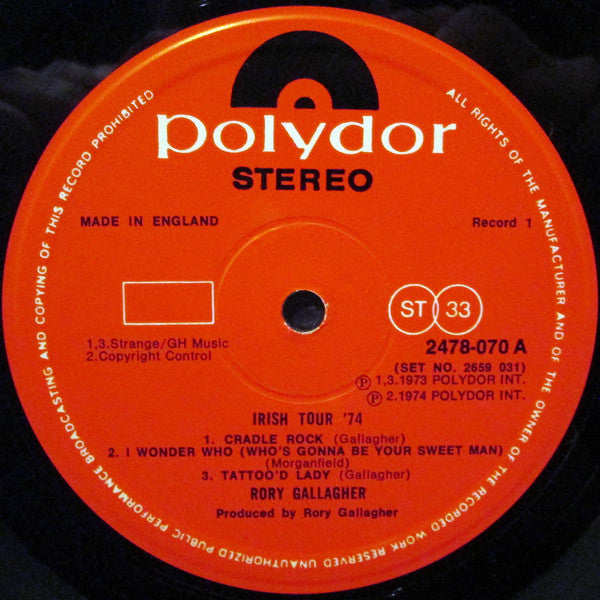 polydor
STEREO
MADE IN ENGLAND
Record 1
ST 33
1,3.Strange/GH Music
2.Copyright Control
2478-070 A
(SET NO. 2659 031)
Ⓟ 1,3.1973 POLYDOR INT.
Ⓟ 2.1974 POLYDOR INT.
IRISH TOUR '74
1. CRADLE ROCK (Gallagher)
2. I WONDER WHO (WHO'S GONNA BE YOUR SWEET MAN)
(Morganfield)
3. TATTOO'D LADY (Gallagher)
RORY GALLAGHER
Produced by Rory Gallagher
ALL RIGHTS OF THE MANUFACTURER AND OF THE OWNER OF THE RECORDED WORK RESERVED UNAUTHORIZED PUBLIC PERFORMANCE BROADCASTING AND COPYING OF THIS RECORD PROHIBITED